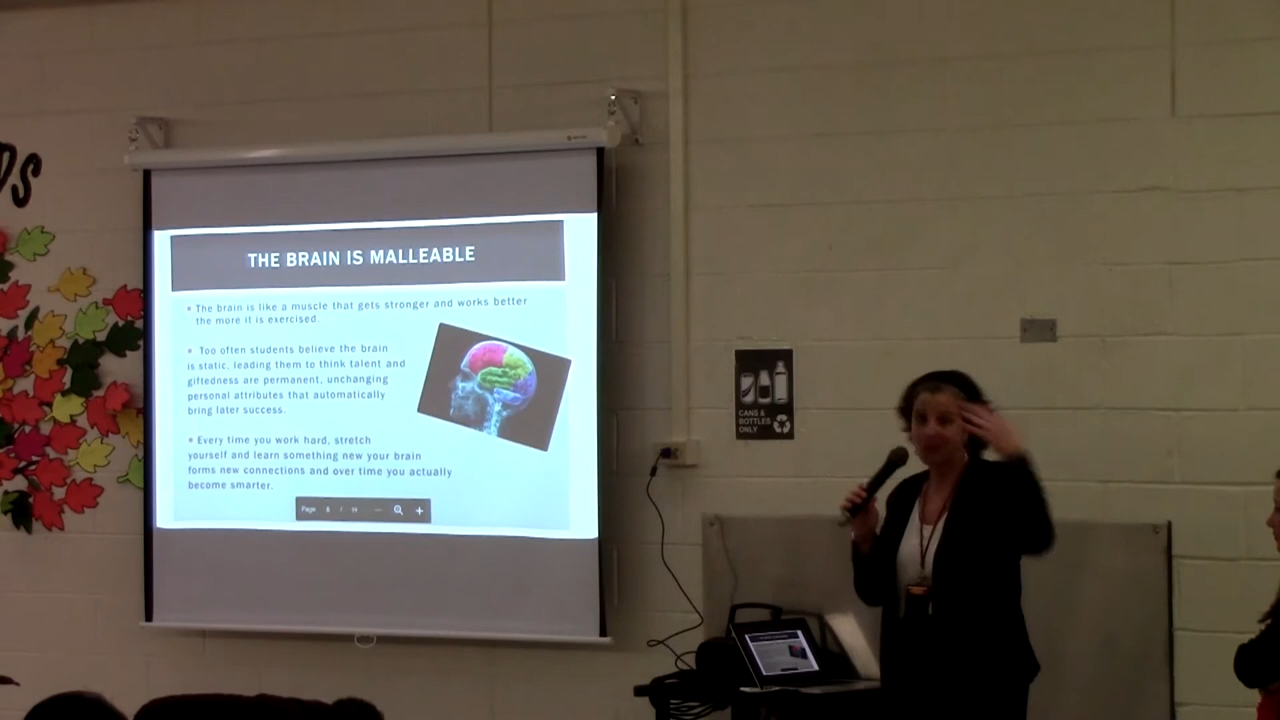 DS
THE BRAIN IS MALLEABLE
The brain is like a muscle that gets stronger and works better
the more it is exercised.
Too often students believe the brain
is static, leading them to think talent and
giftedness are permanent, unchanging
personal attributes that automatically
bring later success.
Every time you work hard, stretch
yourself and learn something new your brain
forms new connections and over time you actually
become smarter.
Page 8 /
CANS &
BOTTLES
ONLY